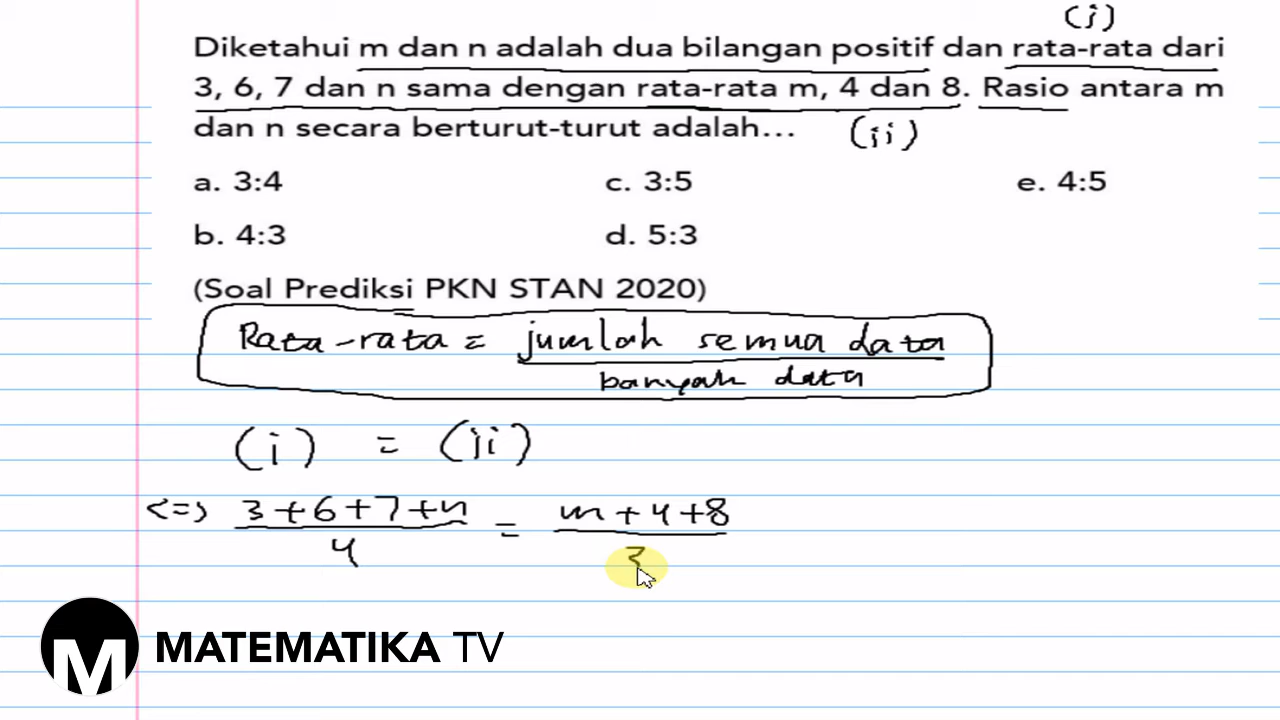 (i)
Diketahui m dan n adalah dua bilangan positif dan rata-rata dari
3, 6, 7 dan n sama dengan rata-rata m, 4 dan 8. Rasio antara m
dan n secara berturut-turut adalah... (ii)
a. 3:4 c. 3:5 e. 4:5
b. 4:3 d. 5:3
(Soal Prediksi PKN STAN 2020)
Rata-rata = jumlah semua data
banyak data
(i) = (ii)
<=> 3+6+7+n = m+4+8
4 3
M MATEMATIKA TV